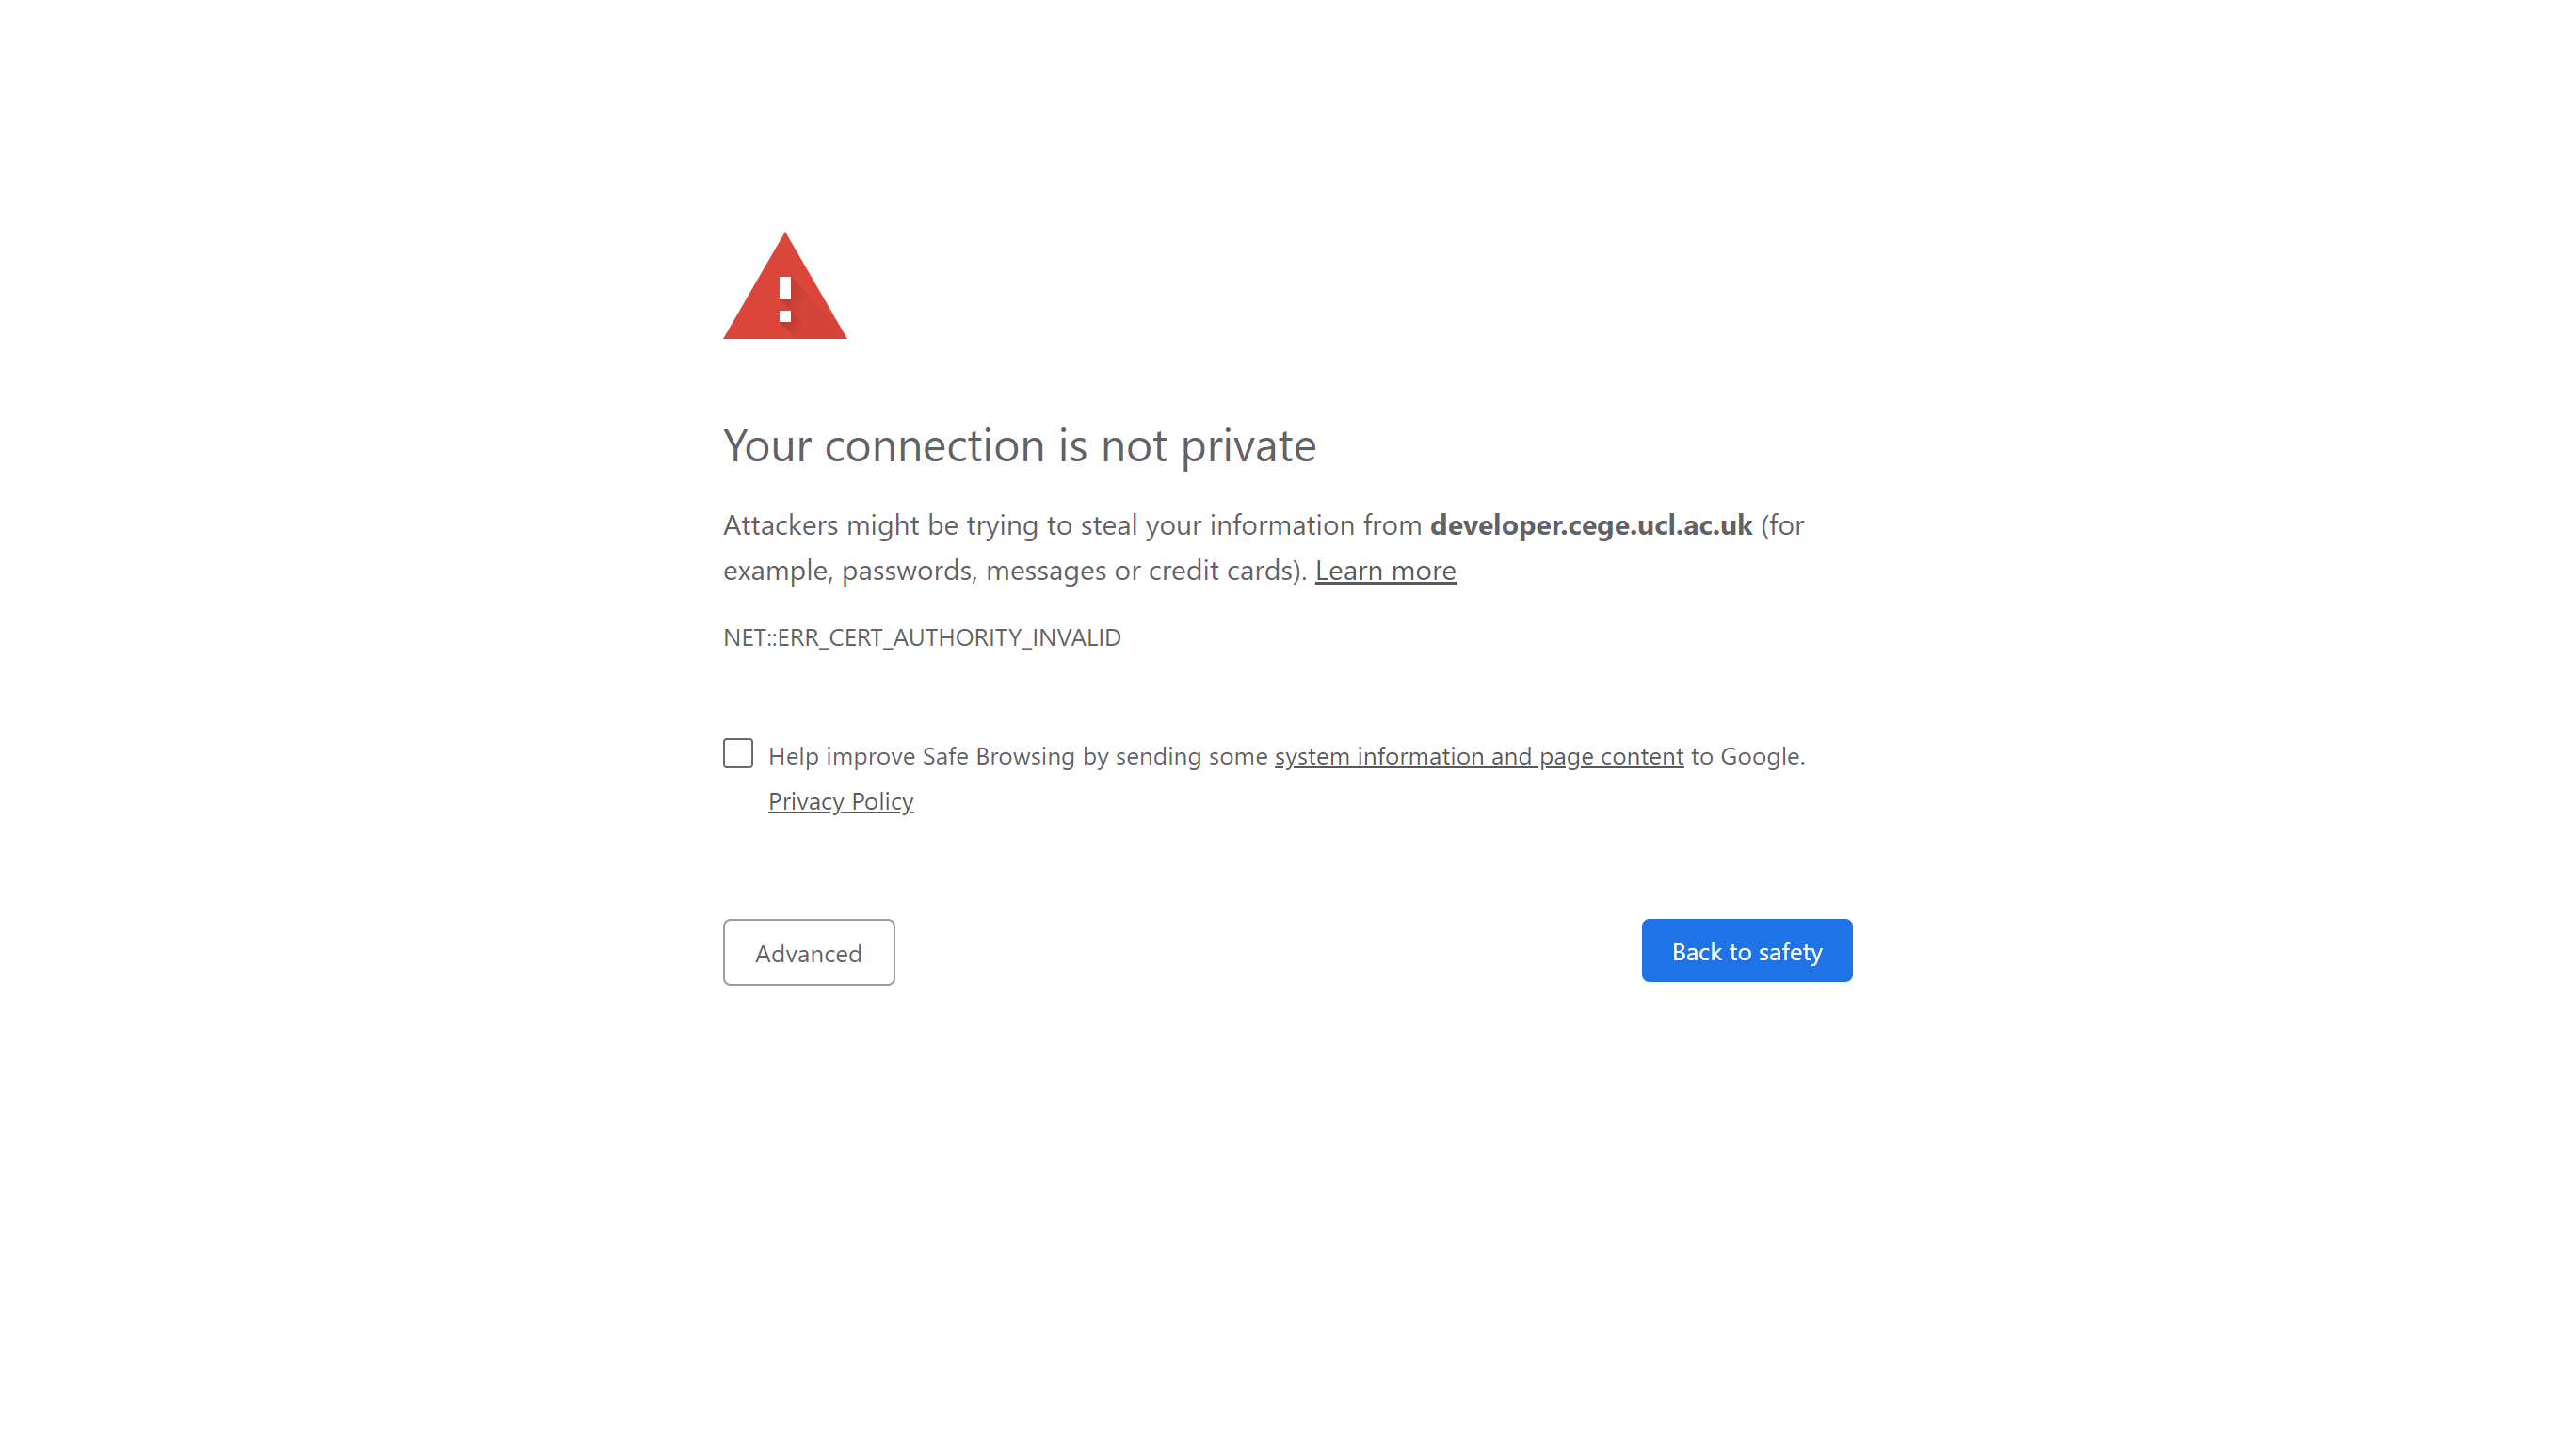 Your connection is not private
Attackers might be trying to steal your information from developer.cege.ucl.ac.uk (for
example, passwords, messages or credit cards). Learn more
NET::ERR_CERT_AUTHORITY_INVALID
Help improve Safe Browsing by sending some system information and page content to Google.
Privacy Policy
Advanced
Back to safety